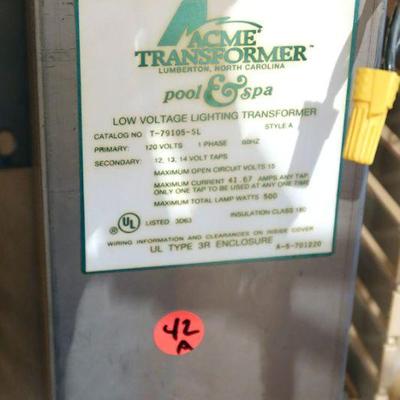 ACME
TRANSFORMER™
LUMBERTON, NORTH CAROLINA
pool & spa
LOW VOLTAGE LIGHTING TRANSFORMER
CATALOG NO T-79105-SL STYLE A
PRIMARY: 120 VOLTS 1 PHASE 60HZ
SECONDARY: 12, 13, 14 VOLT TAPS
MAXIMUM OPEN CIRCUIT VOLTS 15
MAXIMUM CURRENT 41.67 AMPS ANY TAP
ONLY ONE TAP TO BE USED AT ANY ONE TIME
MAXIMUM TOTAL LAMP WATTS 500
UL LISTED 3D63 INSULATION CLASS 180
WIRING INFORMATION AND CLEARANCES ON INSIDE COVER
UL TYPE 3R ENCLOSURE A-S-701220
42
A